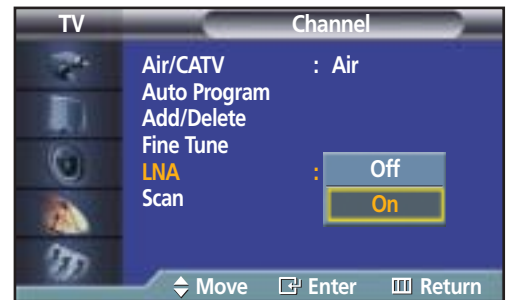 TV Channel
Air/CATV : Air
Auto Program
Add/Delete
Fine Tune
LNA : Off
On
Scan
Move Enter Return